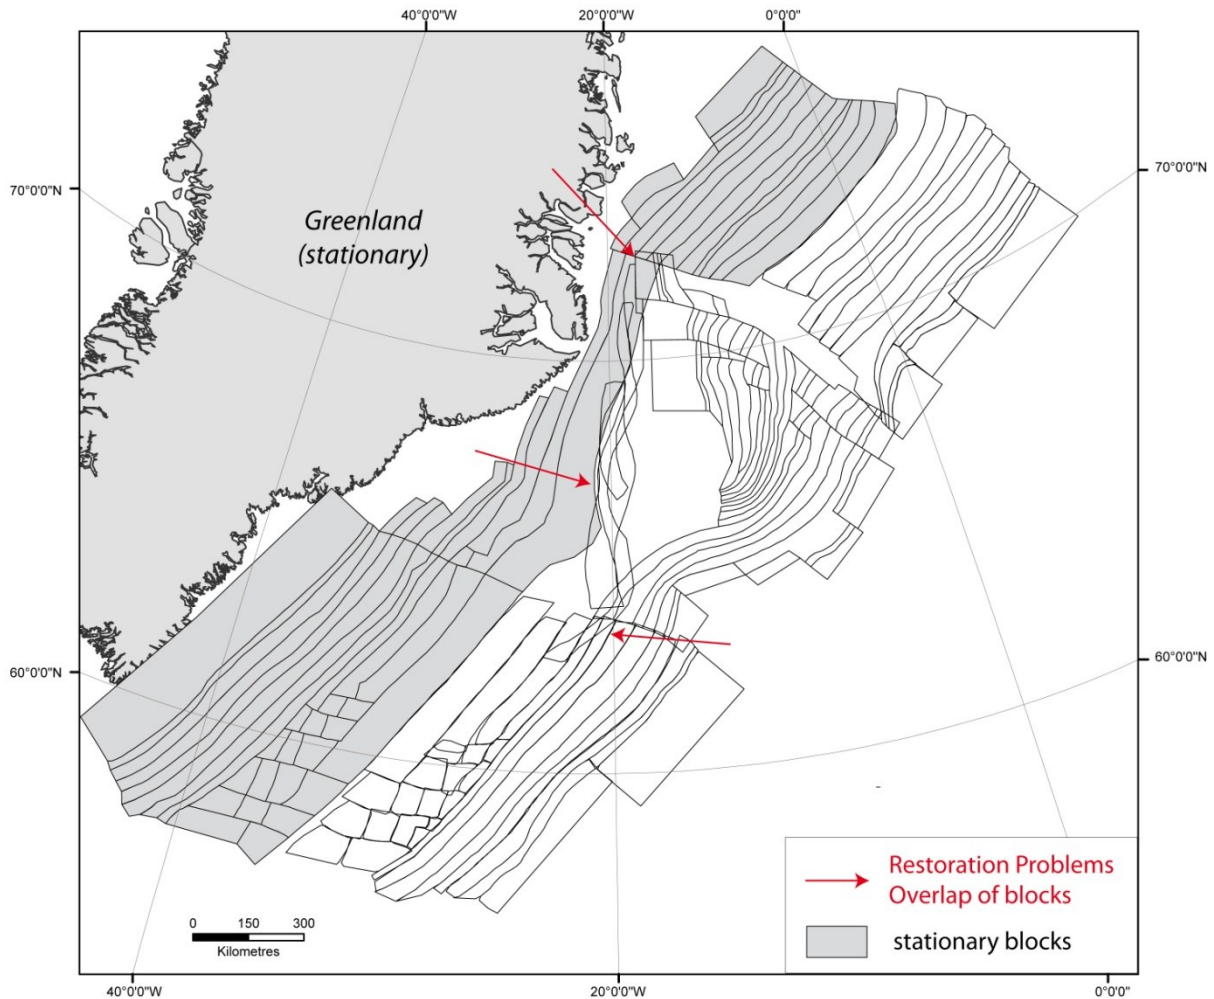 40°0'0"W 20°0'0"W 0°0'0"
70°0'0"N
70°0'0"N
Greenland
(stationary)
60°0'0"N
60°0'0"N
0 150 300
Kilometres
Restoration Problems
Overlap of blocks
stationary blocks
40°0'0"W 20°0'0"W 0°0'0"